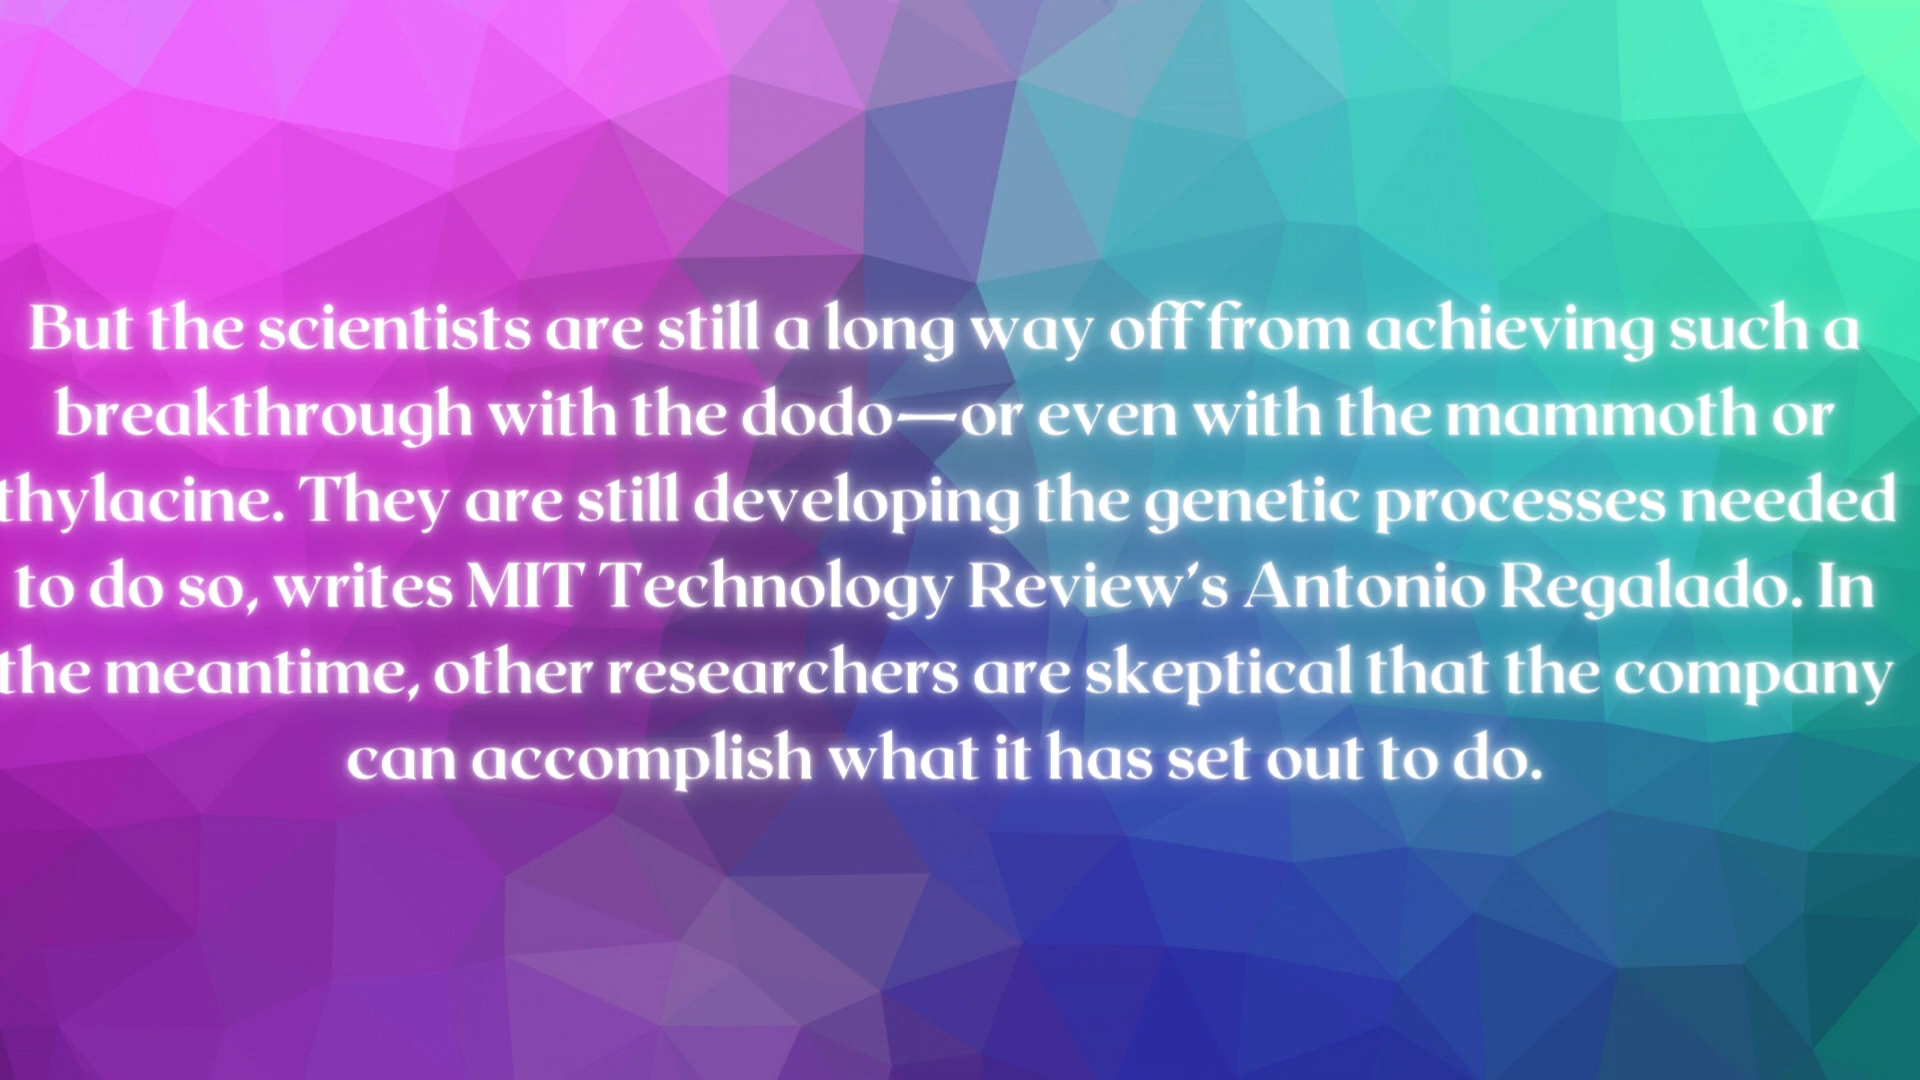 But the scientists are still a long way off from achieving such a
breakthrough with the dodo—or even with the mammoth or
thylacine. They are still developing the genetic processes needed
to do so, writes MIT Technology Review’s Antonio Regalado. In
the meantime, other researchers are skeptical that the company
can accomplish what it has set out to do.